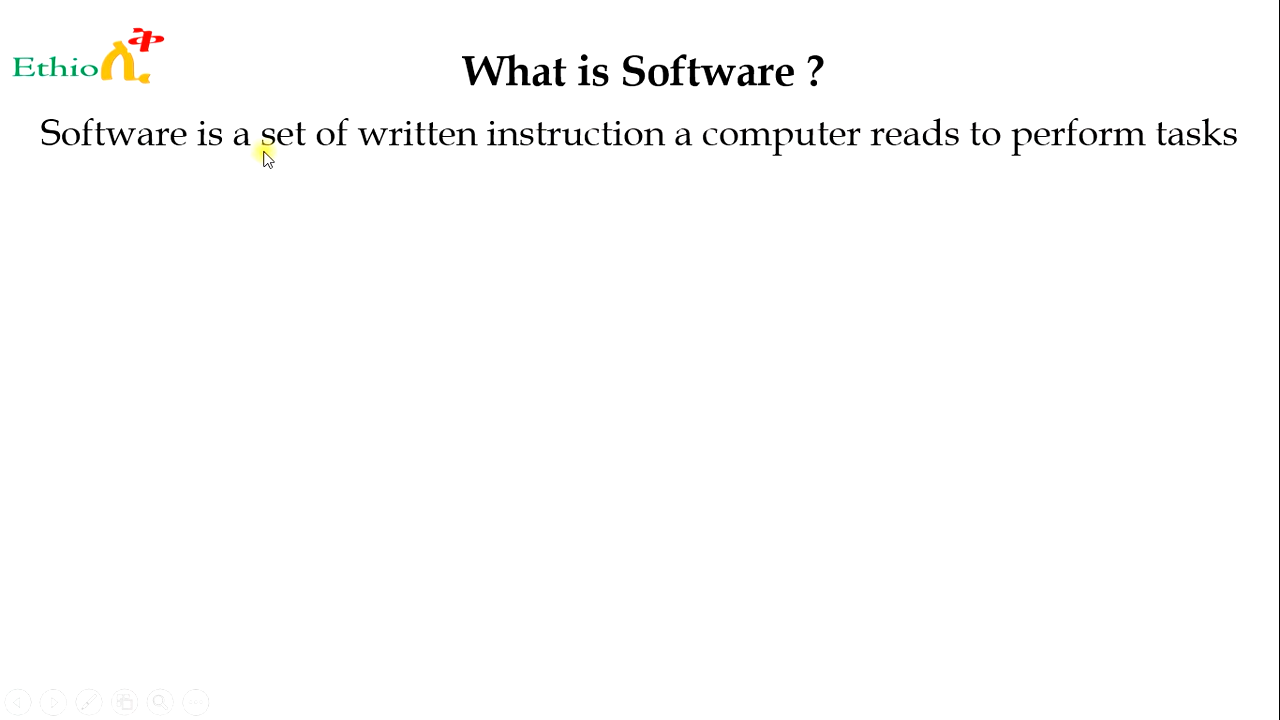 Ethio
What is Software ?
Software is a set of written instruction a computer reads to perform tasks